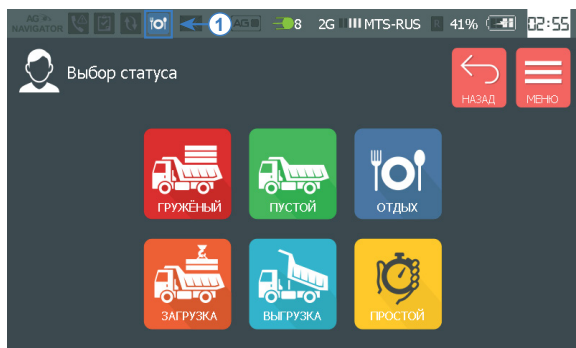 AG
NAVIGATOR
1
AG
8
2G
MTS-RUS
R
41%
02:55
Выбор статуса
НАЗАД
МЕНЮ
ГРУЖЁНЫЙ
ПУСТОЙ
ОТДЫХ
ЗАГРУЗКА
ВЫГРУЗКА
ПРОСТОЙ